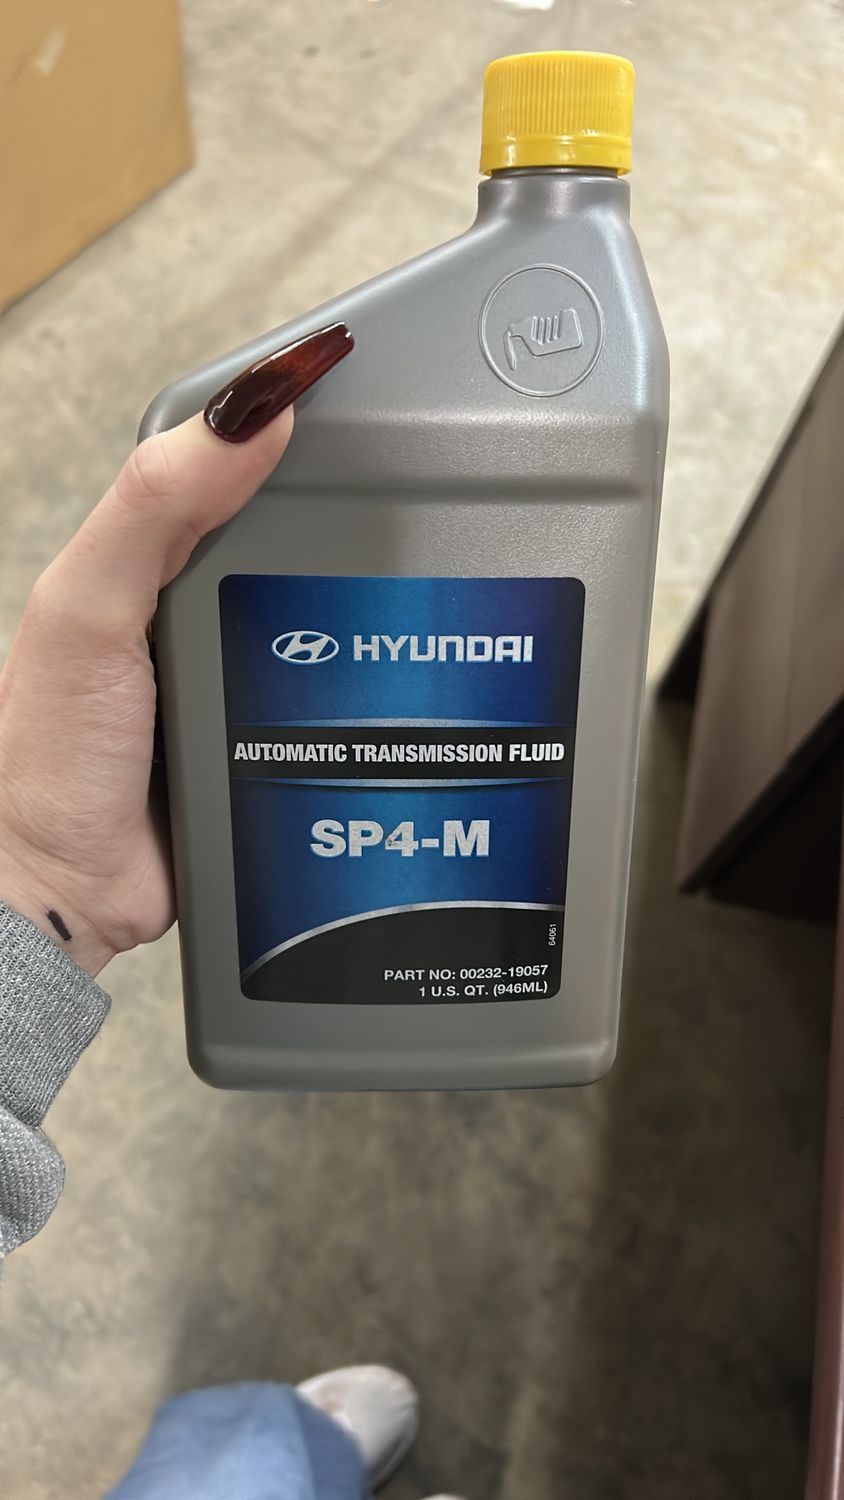 HYUNDAI
AUTOMATIC TRANSMISSION FLUID
SP4-M
64061
PART NO: 00232-19057
1 U.S. QT. (946ML)